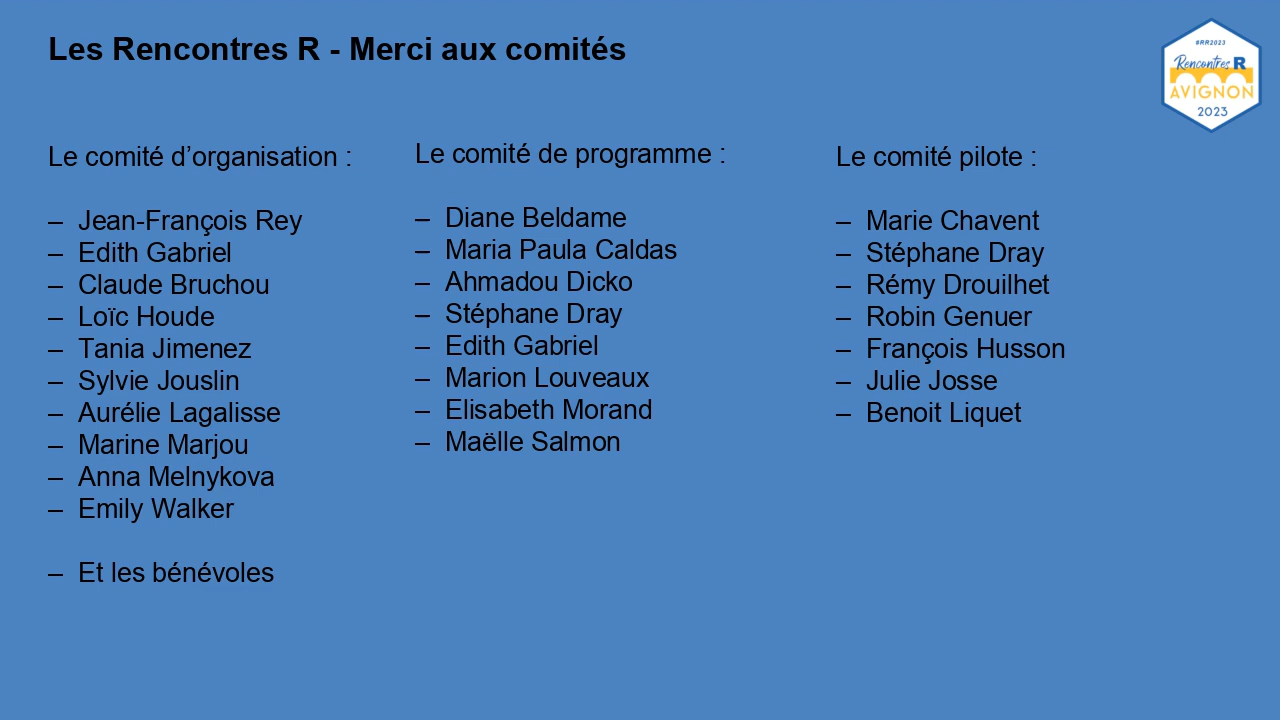 Les Rencontres R - Merci aux comités
#RR2023
Rencontres R
AVIGNON
2023
Le comité d’organisation :
– Jean-François Rey
– Edith Gabriel
– Claude Bruchou
– Loïc Houde
– Tania Jimenez
– Sylvie Jouslin
– Aurélie Lagalisse
– Marine Marjou
– Anna Melnykova
– Emily Walker
– Et les bénévoles
Le comité de programme :
– Diane Beldame
– Maria Paula Caldas
– Ahmadou Dicko
– Stéphane Dray
– Edith Gabriel
– Marion Louveaux
– Elisabeth Morand
– Maëlle Salmon
Le comité pilote :
– Marie Chavent
– Stéphane Dray
– Rémy Drouilhet
– Robin Genuer
– François Husson
– Julie Josse
– Benoit Liquet